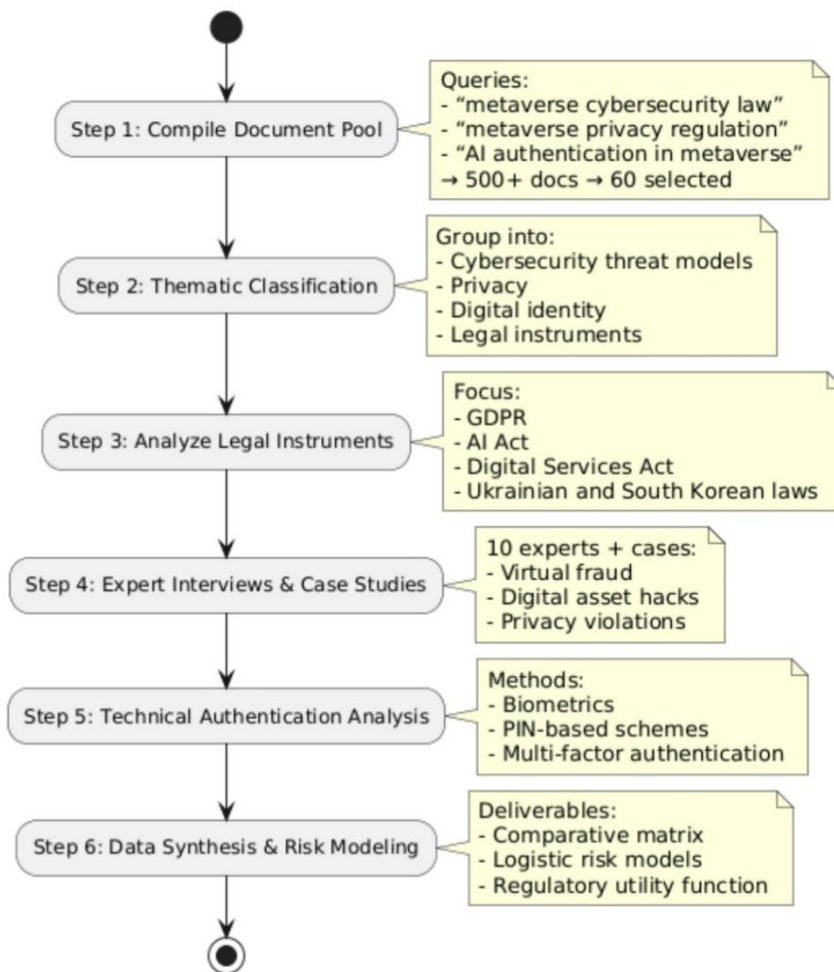 Step 1: Compile Document Pool
Queries:
- “metaverse cybersecurity law”
- “metaverse privacy regulation”
- “AI authentication in metaverse”
→ 500+ docs → 60 selected
Step 2: Thematic Classification
Group into:
- Cybersecurity threat models
- Privacy
- Digital identity
- Legal instruments
Step 3: Analyze Legal Instruments
Focus:
- GDPR
- AI Act
- Digital Services Act
- Ukrainian and South Korean laws
Step 4: Expert Interviews & Case Studies
10 experts + cases:
- Virtual fraud
- Digital asset hacks
- Privacy violations
Step 5: Technical Authentication Analysis
Methods:
- Biometrics
- PIN-based schemes
- Multi-factor authentication
Step 6: Data Synthesis & Risk Modeling
Deliverables:
- Comparative matrix
- Logistic risk models
- Regulatory utility function